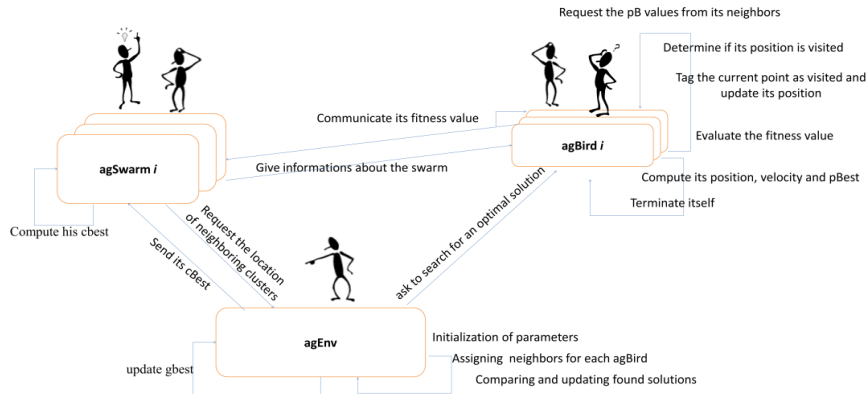 Request the pB values from its neighbors
Determine if its position is visited
Tag the current point as visited and
update its position
Communicate its fitness value
Evaluate the fitness value
agSwarm i
agBird i
Give informations about the swarm
Compute its position, velocity and pBest
Terminate itself
Compute his cbest
Request the location
of neighboring clusters
Send its cBest
ask to search for an optimal solution
agEnv
Initialization of parameters
Assigning neighbors for each agBird
update gbest
Comparing and updating found solutions